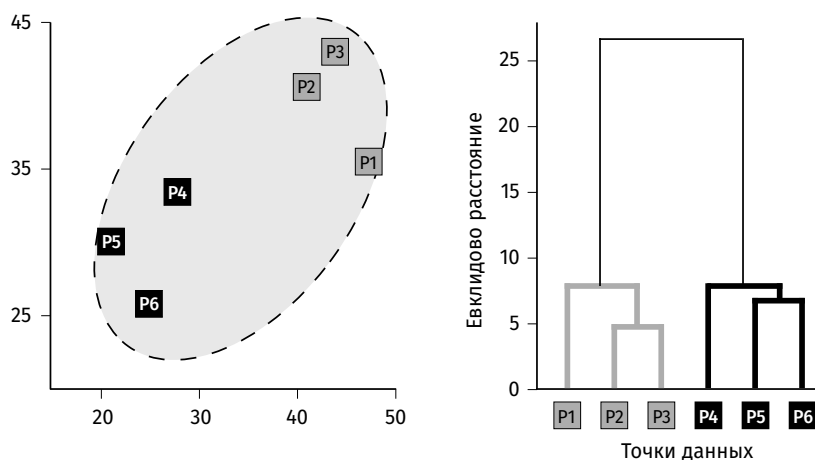 45
35
25
20
30
40
50
P3
P2
P1
P4
P5
P6
Евклидово расстояние
25
20
15
10
5
0
P1
P2
P3
P4
P5
P6
Точки данных